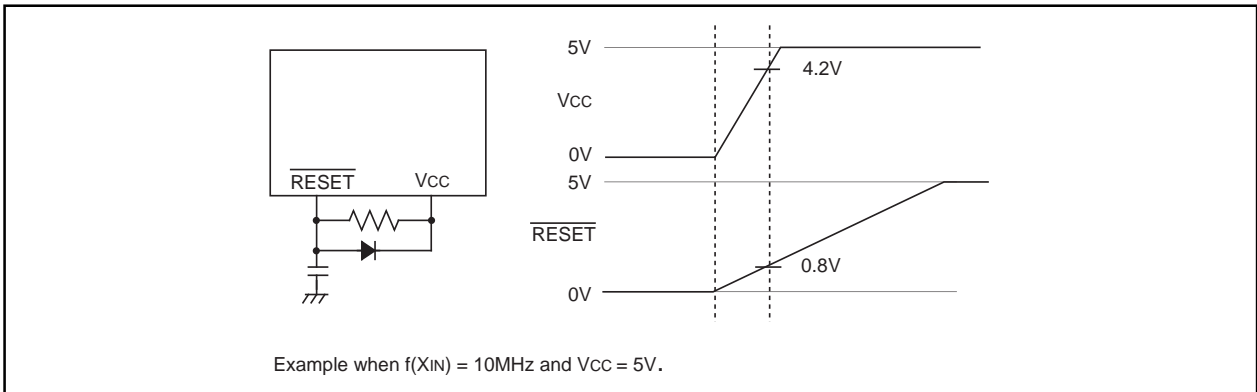 RESET
VCC
5V
4.2V
VCC
0V
5V
RESET
0.8V
0V
Example when f(XIN) = 10MHz and VCC = 5V.